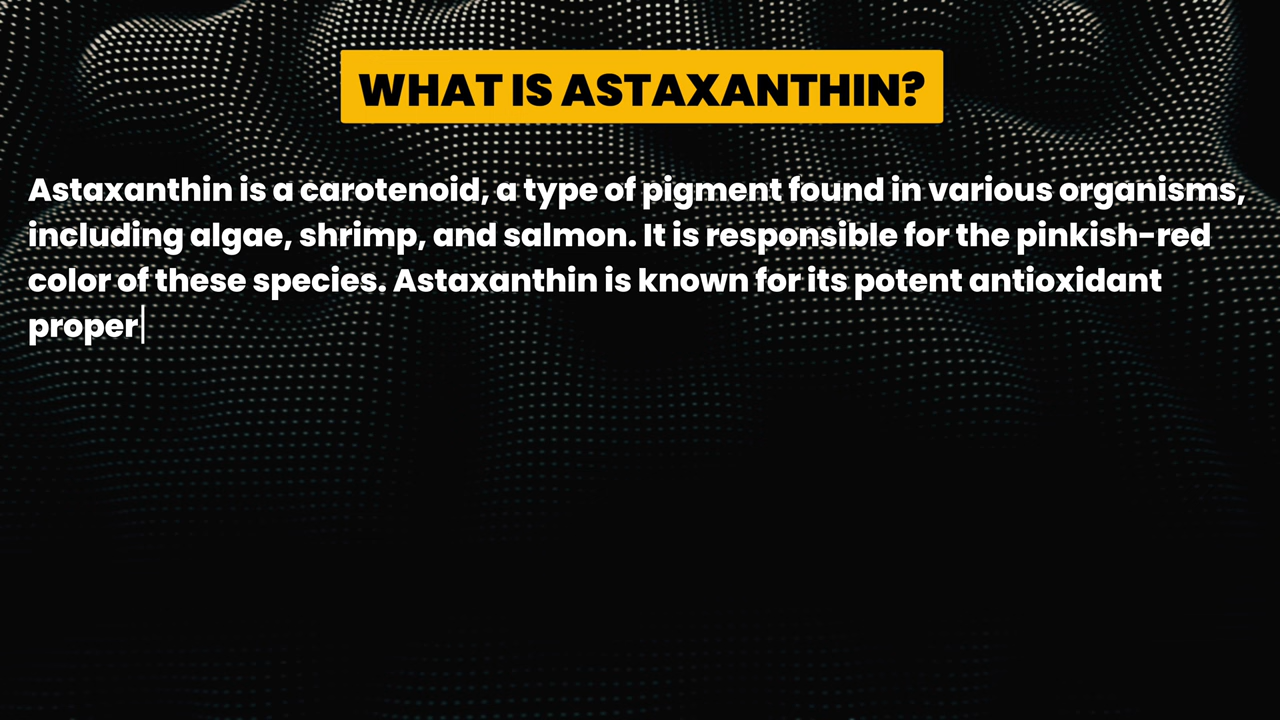 WHAT IS ASTAXANTHIN?
Astaxanthin is a carotenoid, a type of pigment found in various organisms,
including algae, shrimp, and salmon. It is responsible for the pinkish-red
color of these species. Astaxanthin is known for its potent antioxidant
proper